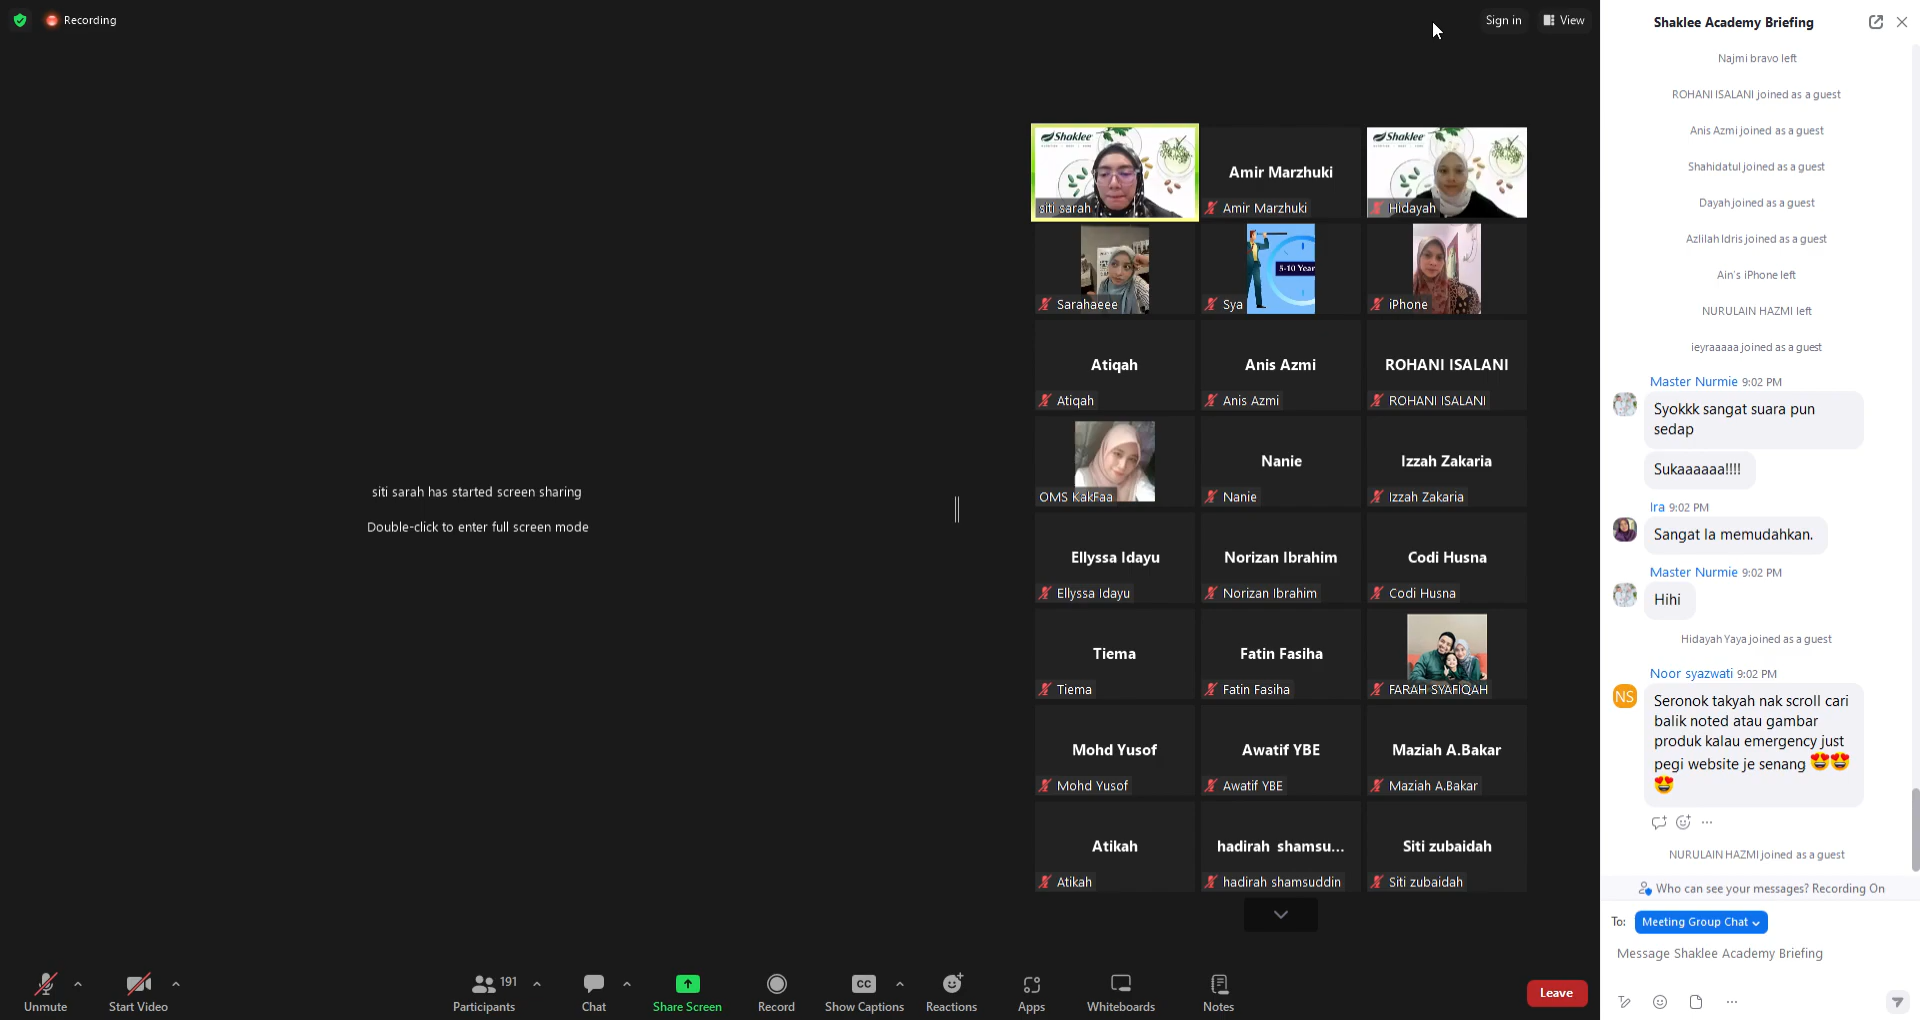 Recording
Sign in
View
Shaklee
siti sarah
Amir Marzhuki
Amir Marzhuki
Shaklee
Hidayah
Sarahaeee
5-10 Year
Sya
iPhone
Atiqah
Atiqah
Anis Azmi
Anis Azmi
ROHANI ISALANI
ROHANI ISALANI
OMS KakFaa
Nanie
Nanie
Izzah Zakaria
Izzah Zakaria
siti sarah has started screen sharing
Double-click to enter full screen mode
Ellyssa Idayu
Ellyssa Idayu
Norizan Ibrahim
Norizan Ibrahim
Codi Husna
Codi Husna
Tiema
Tiema
Fatin Fasiha
Fatin Fasiha
FARAH SYAFIQAH
Mohd Yusof
Mohd Yusof
Awatif YBE
Awatif YBE
Maziah A.Bakar
Maziah A.Bakar
Atikah
Atikah
hadirah shamsu...
hadirah shamsuddin
Siti zubaidah
Siti zubaidah
Unmute
Start Video
191
Participants
Chat
Share Screen
Record
CC
Show Captions
Reactions
Apps
Whiteboards
Notes
Leave
Shaklee Academy Briefing
Najmi bravo left
ROHANI ISALANI joined as a guest
Anis Azmi joined as a guest
Shahidatul joined as a guest
Dayah joined as a guest
Azlilah Idris joined as a guest
Ain's iPhone left
NURULAIN HAZMI left
ieyraaaaa joined as a guest
Master Nurmie 9:02 PM
Syokkk sangat suara pun
sedap
Sukaaaaaa!!!!
Ira 9:02 PM
Sangat la memudahkan.
Master Nurmie 9:02 PM
Hihi
Hidayah Yaya joined as a guest
Noor syazwati 9:02 PM
NS
Seronok takyah nak scroll cari
balik noted atau gambar
produk kalau emergency just
pegi website je senang 😍😍
😍
NURULAIN HAZMI joined as a guest
Who can see your messages? Recording On
To: Meeting Group Chat
Message Shaklee Academy Briefing